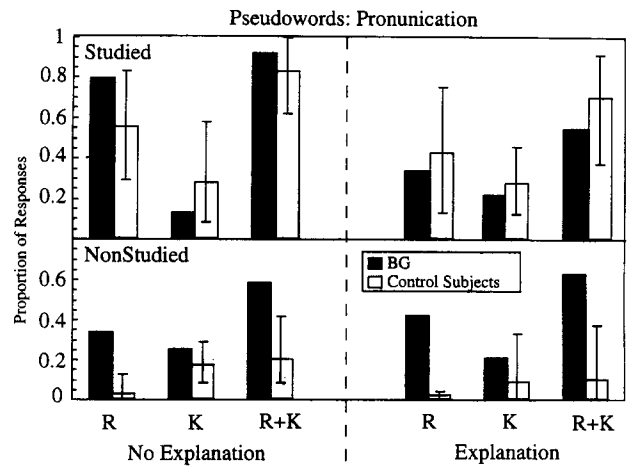 Pseudowords: Pronunication
Proportion of Responses
1
0.8
0.6
0.4
0.2
Studied
NonStudied
0.6
0.4
0.2
0
BG
Control Subjects
R K R+K R K R+K
No Explanation Explanation